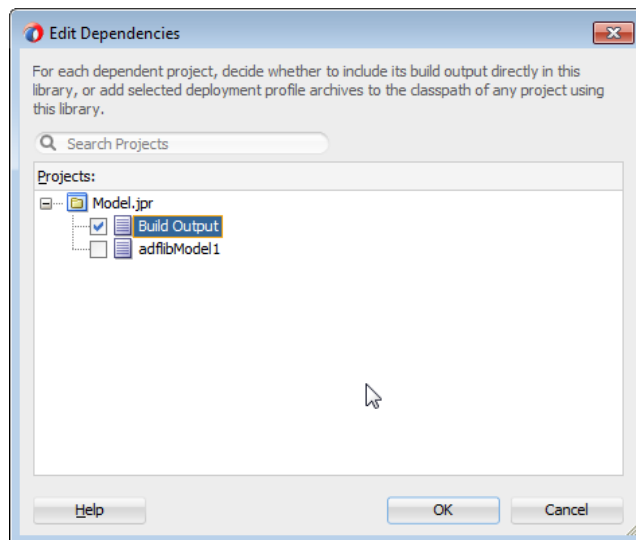 Edit Dependencies
For each dependent project, decide whether to include its build output directly in this
library, or add selected deployment profile archives to the classpath of any project using
this library.
Search Projects
Projects:
Model.jpr
Build Output
adflibModel1
Help
OK
Cancel